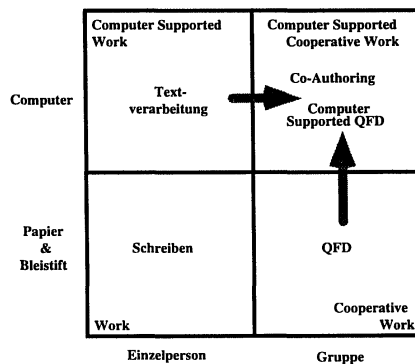 Computer Supported
Work
Computer Supported
Cooperative Work
Computer
Text-
verarbeitung
Co-Authoring
Computer
Supported QFD
Papier
&
Bleistift
Schreiben
QFD
Work
Cooperative
Work
Einzelperson
Gruppe